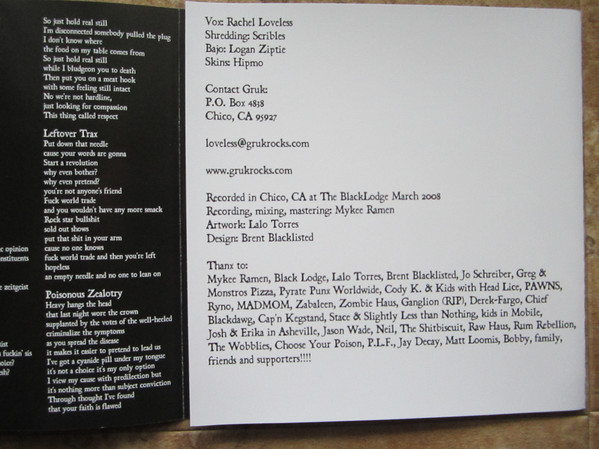 So just hold real still
I'm disconnected somebody pulled the plug
I don't know where
the food on my table comes from
So just hold real still
while I bludgeon you to death
Then put you on a meat hook
with some feeling still intact
No we're not hardline,
just looking for compassion
This thing called respect
Leftover Trax
Put down that needle
cause your words are gonna
Start a revolution
why even bother?
why even pretend?
you're not anyone's friend
Fuck world trade
and you wouldn't have any more smack
Rock star bullshit
sold out shows
put that shit in your arm
cause no one knows
fuck world trade and then you're left
hopeless
an empty needle and no one to lean on
Poisonous Zealotry
Heavy hangs the head
that last night wore the crown
supplanted by the votes of the well-heeled
criminalize the symptoms
as you spread the disease
it makes it easier to pretend to lead us
I've got a cyanide pill under my tongue
it's not a choice it's my only option
I view my cause with predilection but
it's nothing more than subject conviction
Through thought I've found
that your faith is flawed
opinion
zeitgeist
fuckin' sis
Vox: Rachel Loveless
Shredding: Scribles
Bajo: Logan Ziptie
Skins: Hipmo
Contact Gruk:
P.O. Box 4838
Chico, CA 95927
loveless@grukrocks.com
www.grukrocks.com
Recorded in Chico, CA at The BlackLodge March 2008
Recording, mixing, mastering: Mykee Ramen
Artwork: Lalo Torres
Design: Brent Blacklisted
Thanx to:
Mykee Ramen, Black Lodge, Lalo Torres, Brent Blacklisted, Jo Schreiber, Greg &
Monstros Pizza, Pyrate Punx Worldwide, Cody K. & Kids with Head Lice, PAWNS,
Ryno, MADMOM, Zabaleen, Zombie Haus, Ganglion (RIP), Derek-Fargo, Chief
Blackdawg, Cap'n Kegstand, Stace & Slightly Less than Nothing, kids in Mobile,
Josh & Erika in Asheville, Jason Wade, Neil, The Shitbiscuit, Raw Haus, Rum Rebellion,
The Wobblies, Choose Your Poison, P.L.F., Jay Decay, Matt Loomis, Bobby, family,
friends and supporters!!!!